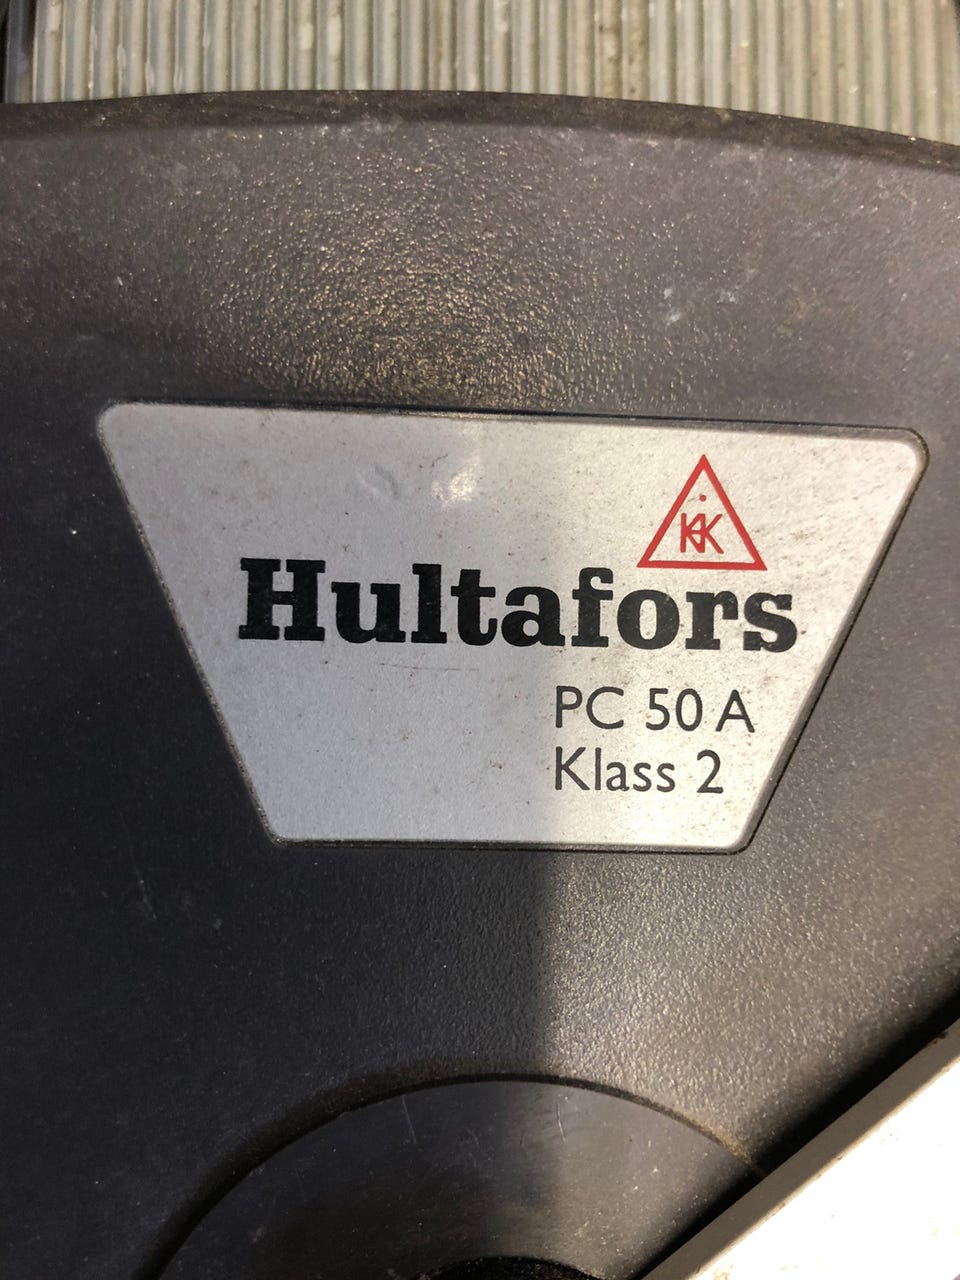 KK
Hultafors
PC 50 A
Klass 2